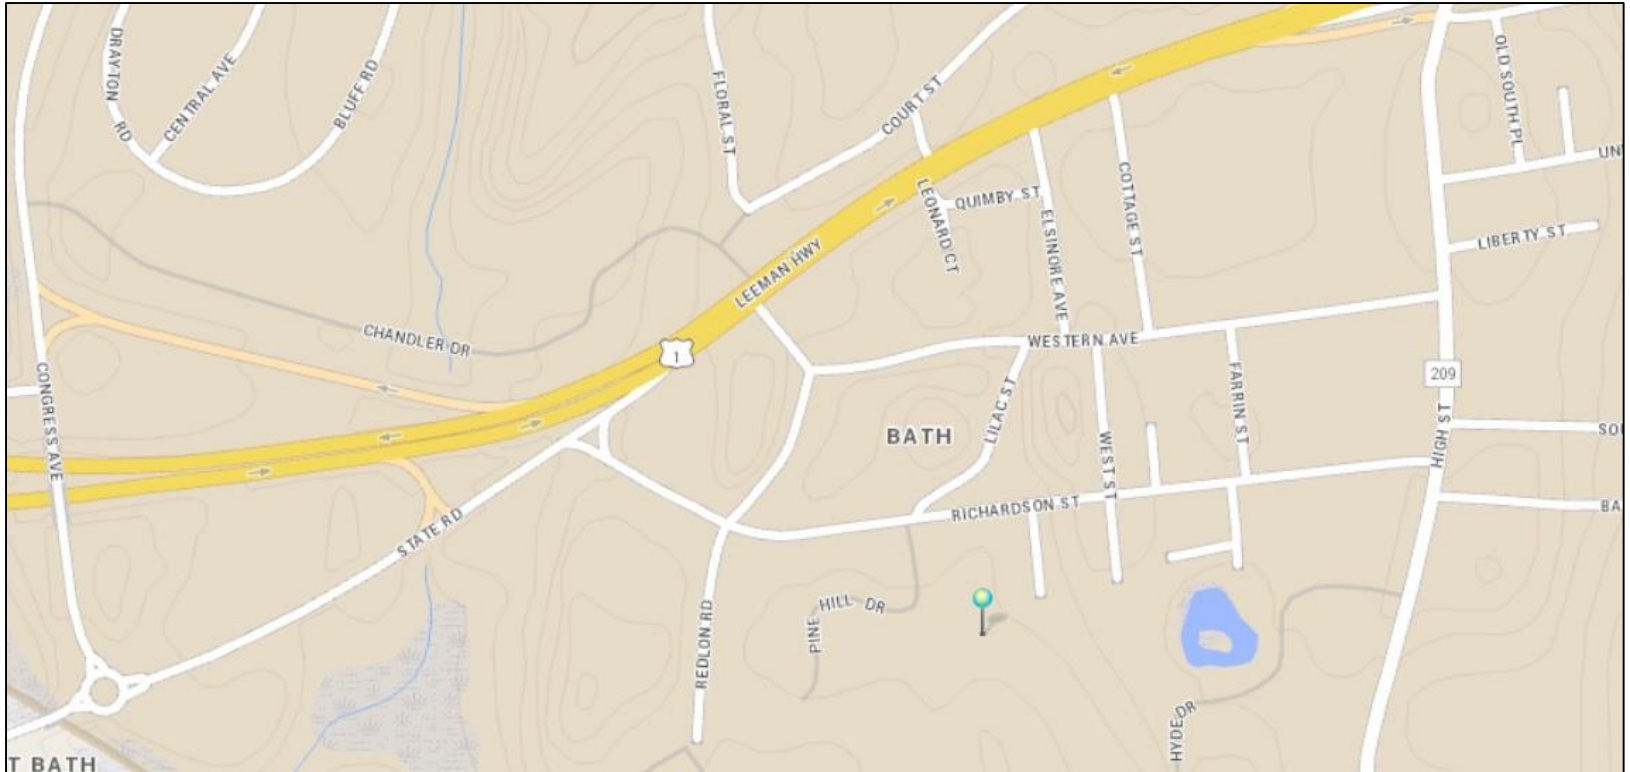 DRAYTON RD
CENTRAL AVE
BLUFF RD
FLORAL ST
COURT ST
OLD SOUTH PL
UN
LIBERTY ST
COTTAGE ST
QUIMBY ST
LEONARD CT
ELSINORE AVE
LEEMAN HWY
CHANDLER DR
1
WESTERN AVE
209
CONGRESS AVE
LILAC ST
FARRIN ST
HIGH ST
BATH
WEST ST
SOU
RICHARDSON ST
BA
STATE RD
PINE HILL DR
REDLON RD
HYDE DR
T BATH